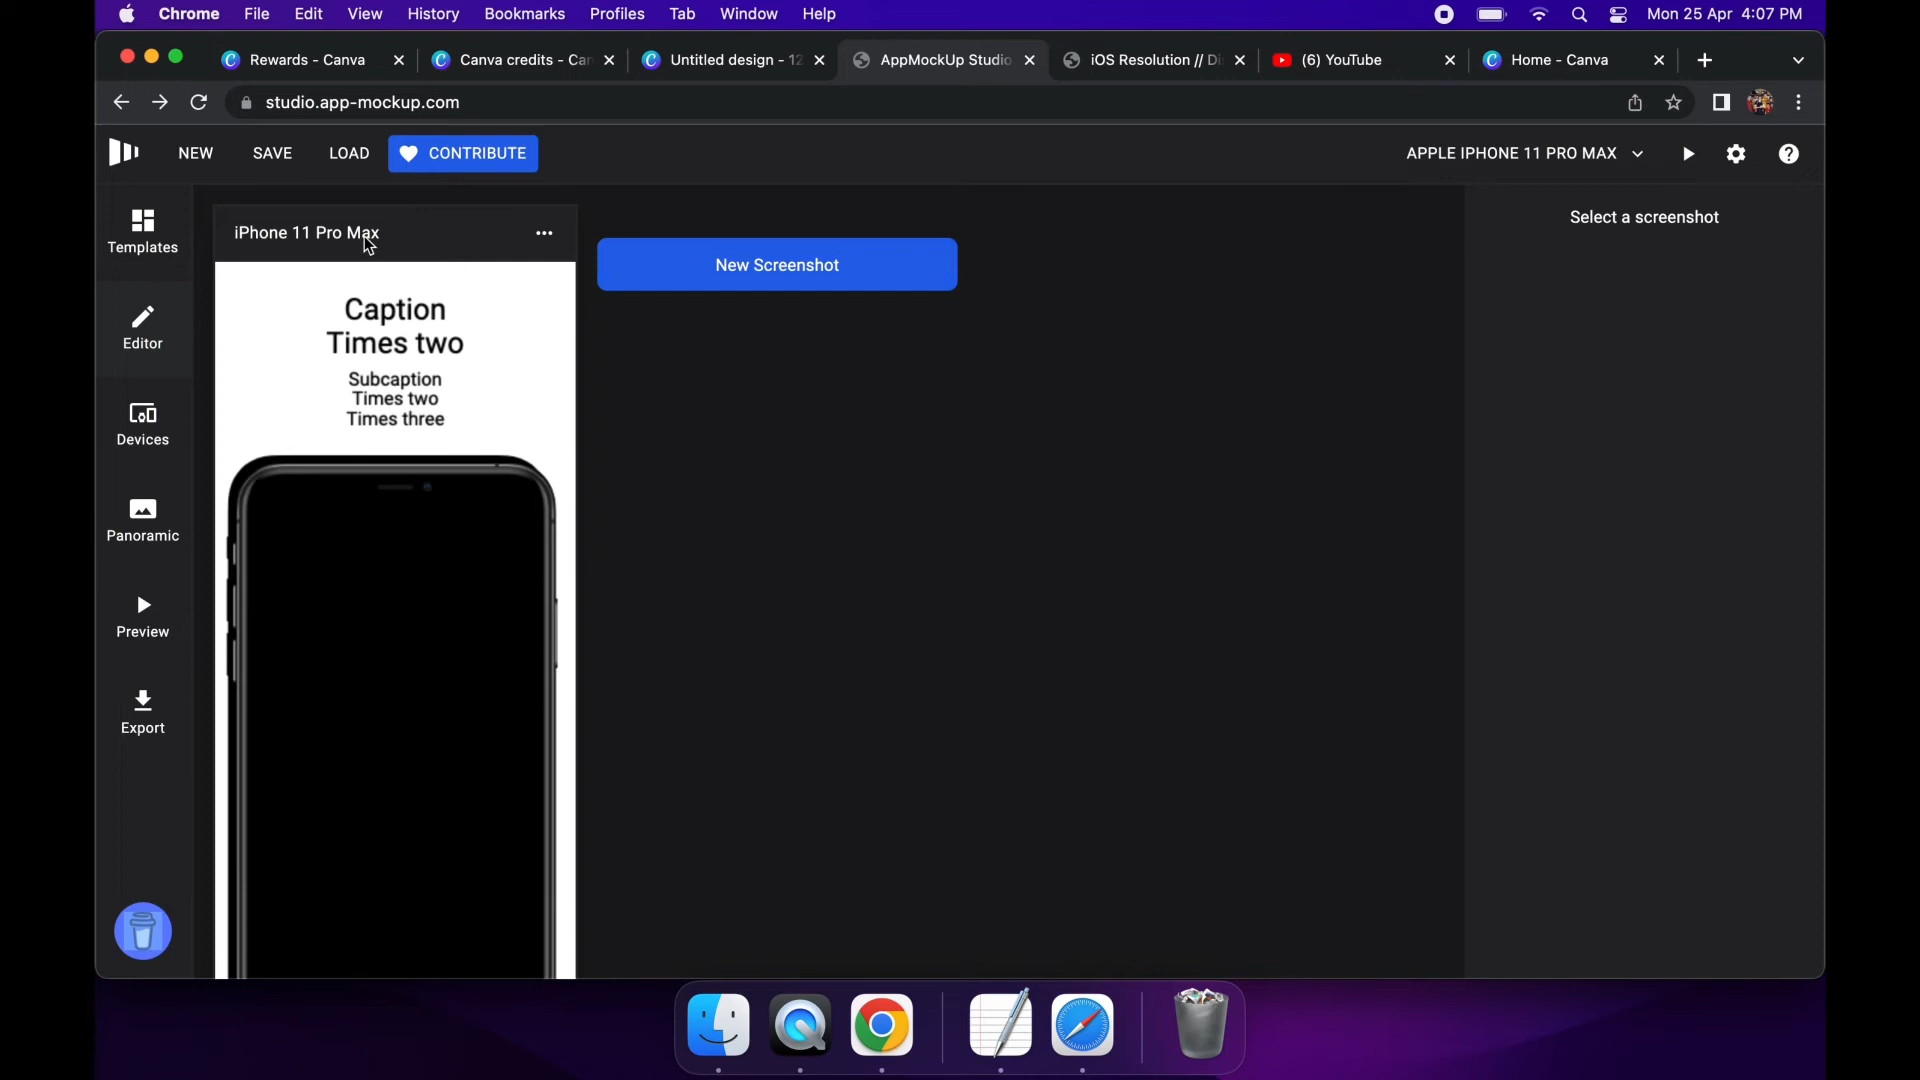 Chrome File Edit View History Bookmarks Profiles Tab Window Help
Mon 25 Apr 4:07 PM
Rewards - Canva
Canva credits - Can
Untitled design - 12
AppMockUp Studio
iOS Resolution // Di
(6) YouTube
Home - Canva
studio.app-mockup.com
NEW SAVE LOAD CONTRIBUTE
APPLE IPHONE 11 PRO MAX
Templates
Editor
Devices
Panoramic
Preview
Export
iPhone 11 Pro Max
Caption
Times two
Subcaption
Times two
Times three
New Screenshot
Select a screenshot